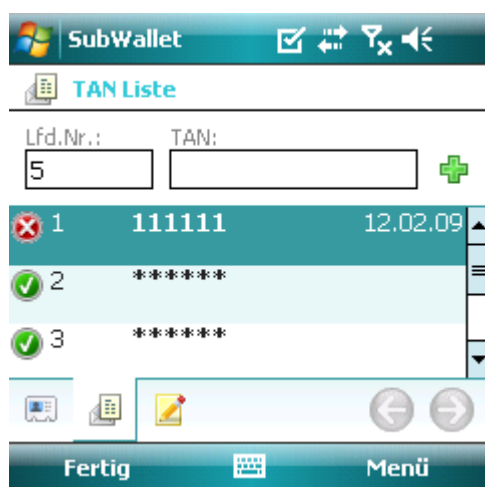 SubWallet
TAN Liste
Lfd.Nr.: TAN:
5
1 111111 12.02.09
2 ******
3 ******
Fertig Menü